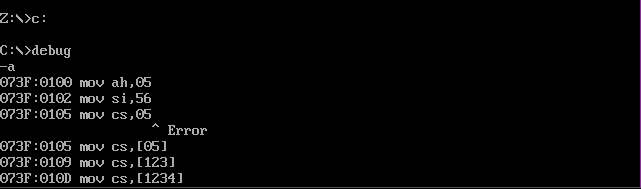 Z:\>c:
C:\>debug
-a
073F:0100 mov ah,05
073F:0102 mov si,56
073F:0105 mov cs,05
^ Error
073F:0105 mov cs,[05]
073F:0109 mov cs,[123]
073F:010D mov cs,[1234]